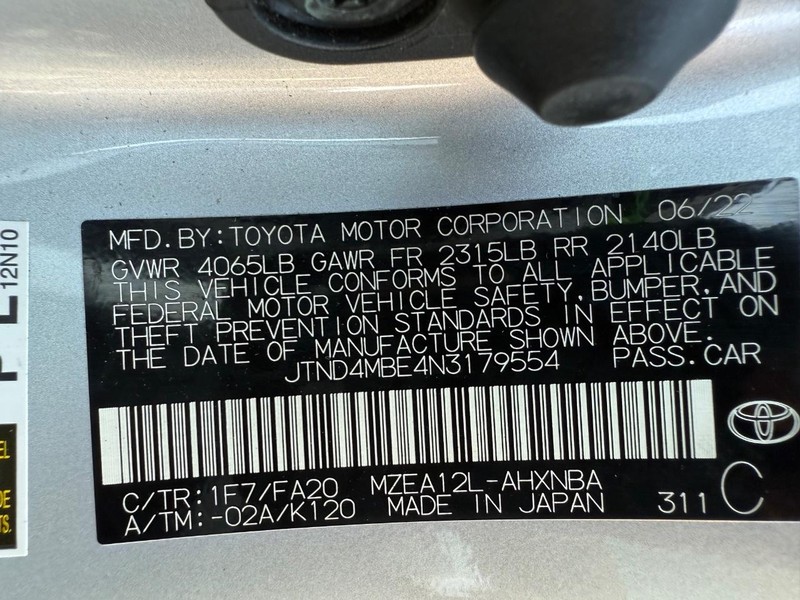 MFD.BY:TOYOTA MOTOR CORPORATION 06/22
GVWR 4065LB GAWR FR 2315LB RR 2140LB
THIS VEHICLE CONFORMS TO ALL APPLICABLE
FEDERAL MOTOR VEHICLE SAFETY,BUMPER,AND
THEFT PREVENTION STANDARDS IN EFFECT ON
THE DATE OF MANUFACTURE SHOWN ABOVE.
JTND4MBE4N3179554 PASS.CAR
C/TR:1F7/FA20 MZEA12L-AHXNBA
A/TM:-02A/K120 MADE IN JAPAN 311 C
12N10